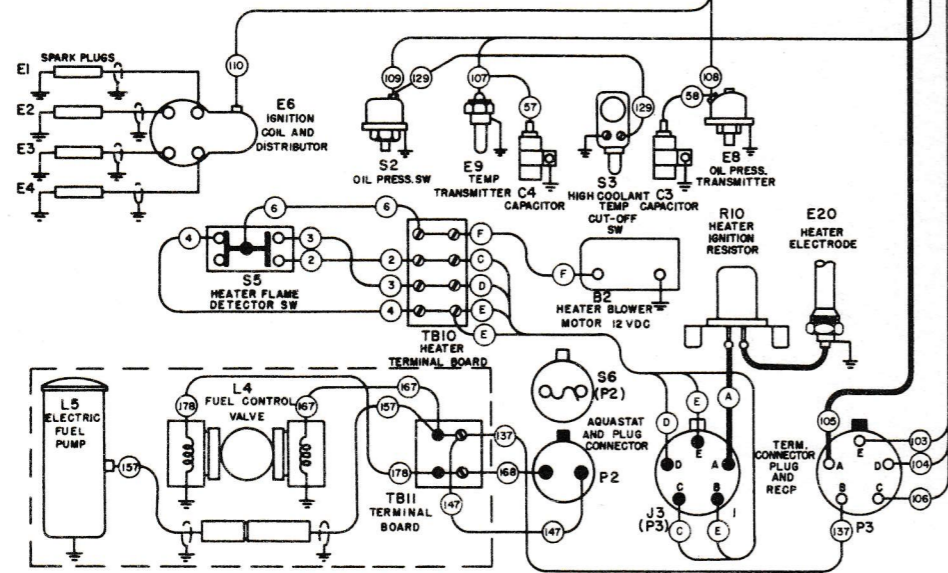 SPARK PLUGS
E1
E2
E3
E4
110
E6
IGNITION
COIL AND
DISTRIBUTOR
109
129
107
57
129
58
108
S2
OIL PRESS. SW
E9
TEMP
TRANSMITTER
C4
CAPACITOR
S3
HIGH COOLANT
TEMP
CUT-OFF
SW
C3
CAPACITOR
E8
OIL PRESS.
TRANSMITTER
6
6
4
3
2
2
3
4
S5
HEATER FLAME
DETECTOR SW
F
C
D
E
E
TB10
HEATER
TERMINAL BOARD
F
B2
HEATER BLOWER
MOTOR 12 VDC
R10
HEATER
IGNITION
RESISTOR
E20
HEATER
ELECTRODE
L5
ELECTRIC
FUEL
PUMP
157
178
L4
FUEL CONTROL
VALVE
167
167
157
178
TB11
TERMINAL
BOARD
137
168
147
147
S6
(P2)
AQUASTAT
AND PLUG
CONNECTOR
P2
D
E
A
E
D
A
C
B
J3
(P3)
C
E
TERM.
CONNECTOR
PLUG
AND
RECP
105
E
A
D
B
C
103
104
106
137
P3